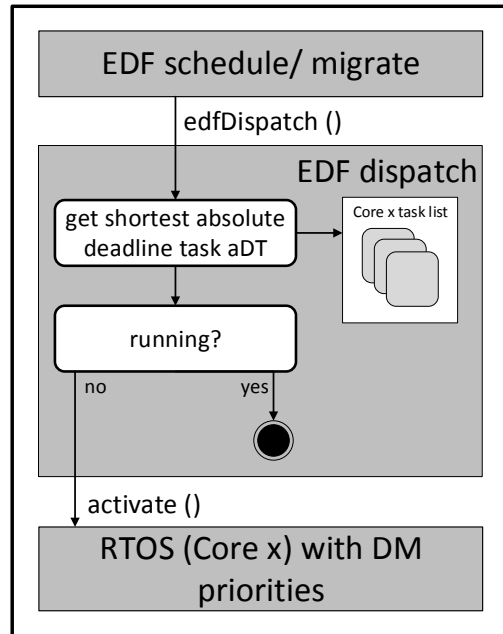 EDF schedule/ migrate
edfDispatch ()
EDF dispatch
get shortest absolute
deadline task aDT
Core x task list
running?
no
yes
activate ()
RTOS (Core x) with DM
priorities